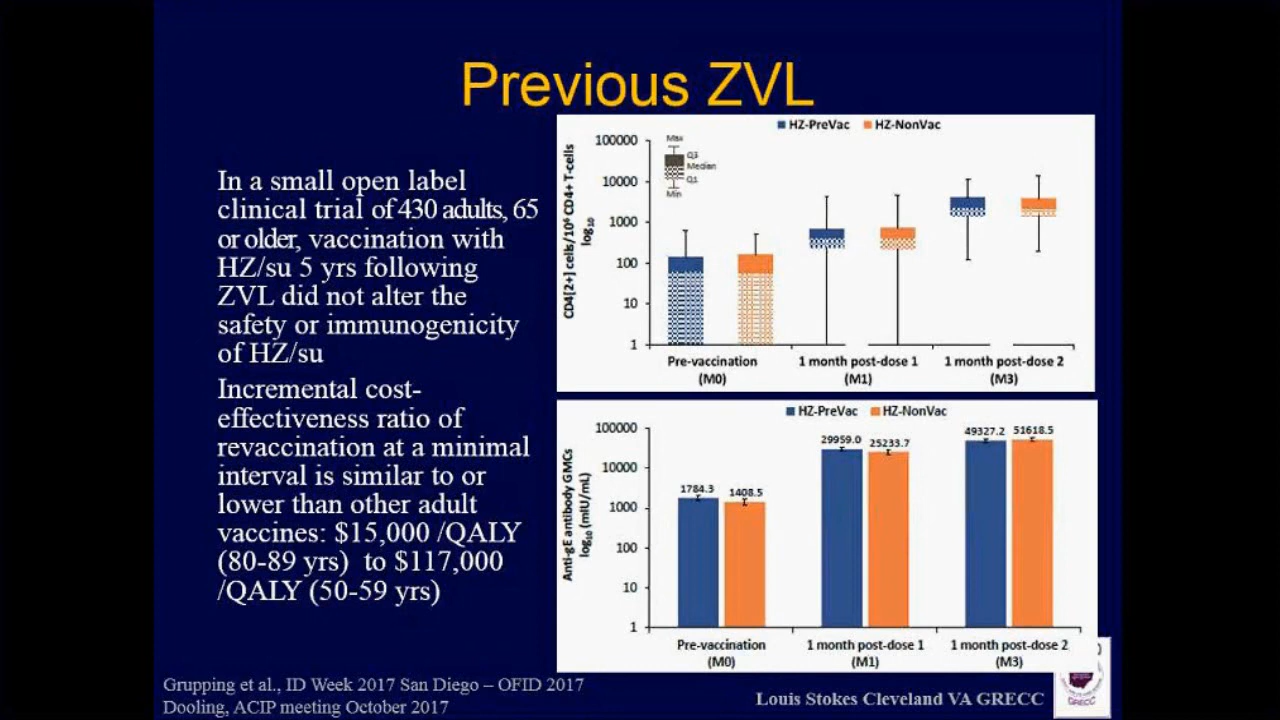 Previous ZVL
In a small open label
clinical trial of 430 adults, 65
or older, vaccination with
HZ/su 5 yrs following
ZVL did not alter the
safety or immunogenicity
of HZ/su
Incremental cost-
effectiveness ratio of
revaccination at a minimal
interval is similar to or
lower than other adult
vaccines: $15,000 /QALY
(80-89 yrs) to $117,000
/QALY (50-59 yrs)
HZ-PreVac HZ-NonVac
CD4[2+] cells/10⁶ CD4+ T-cells
log₁₀
100000
10000
1000
100
10
1
Max
Q3
Median
Q1
Min
Pre-vaccination
(M0)
1 month post-dose 1
(M1)
1 month post-dose 2
(M3)
HZ-PreVac HZ-NonVac
Anti-gE antibody GMCs
log₁₀ (mIU/mL)
100000
10000
1000
100
10
1
1784.3 1408.5
29959.0 25233.7
49327.2 51618.5
Pre-vaccination
(M0)
1 month post-dose 1
(M1)
1 month post-dose 2
(M3)
Grupping et al., ID Week 2017 San Diego – OFID 2017
Dooling, ACIP meeting October 2017
Louis Stokes Cleveland VA GRECC
GRECC